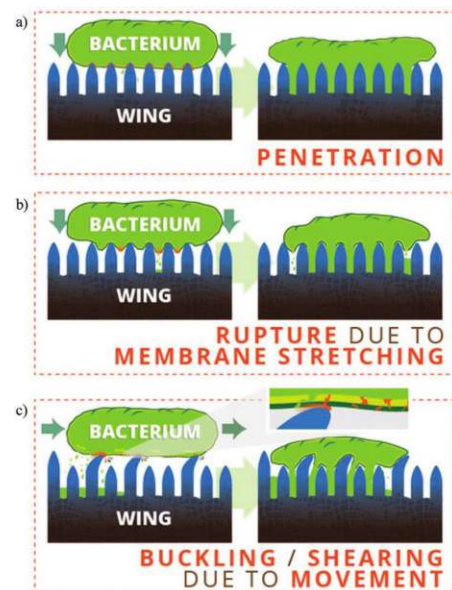 a)
BACTERIUM
WING
PENETRATION
b)
BACTERIUM
WING
RUPTURE DUE TO
MEMBRANE STRETCHING
c)
BACTERIUM
WING
BUCKLING / SHEARING
DUE TO MOVEMENT